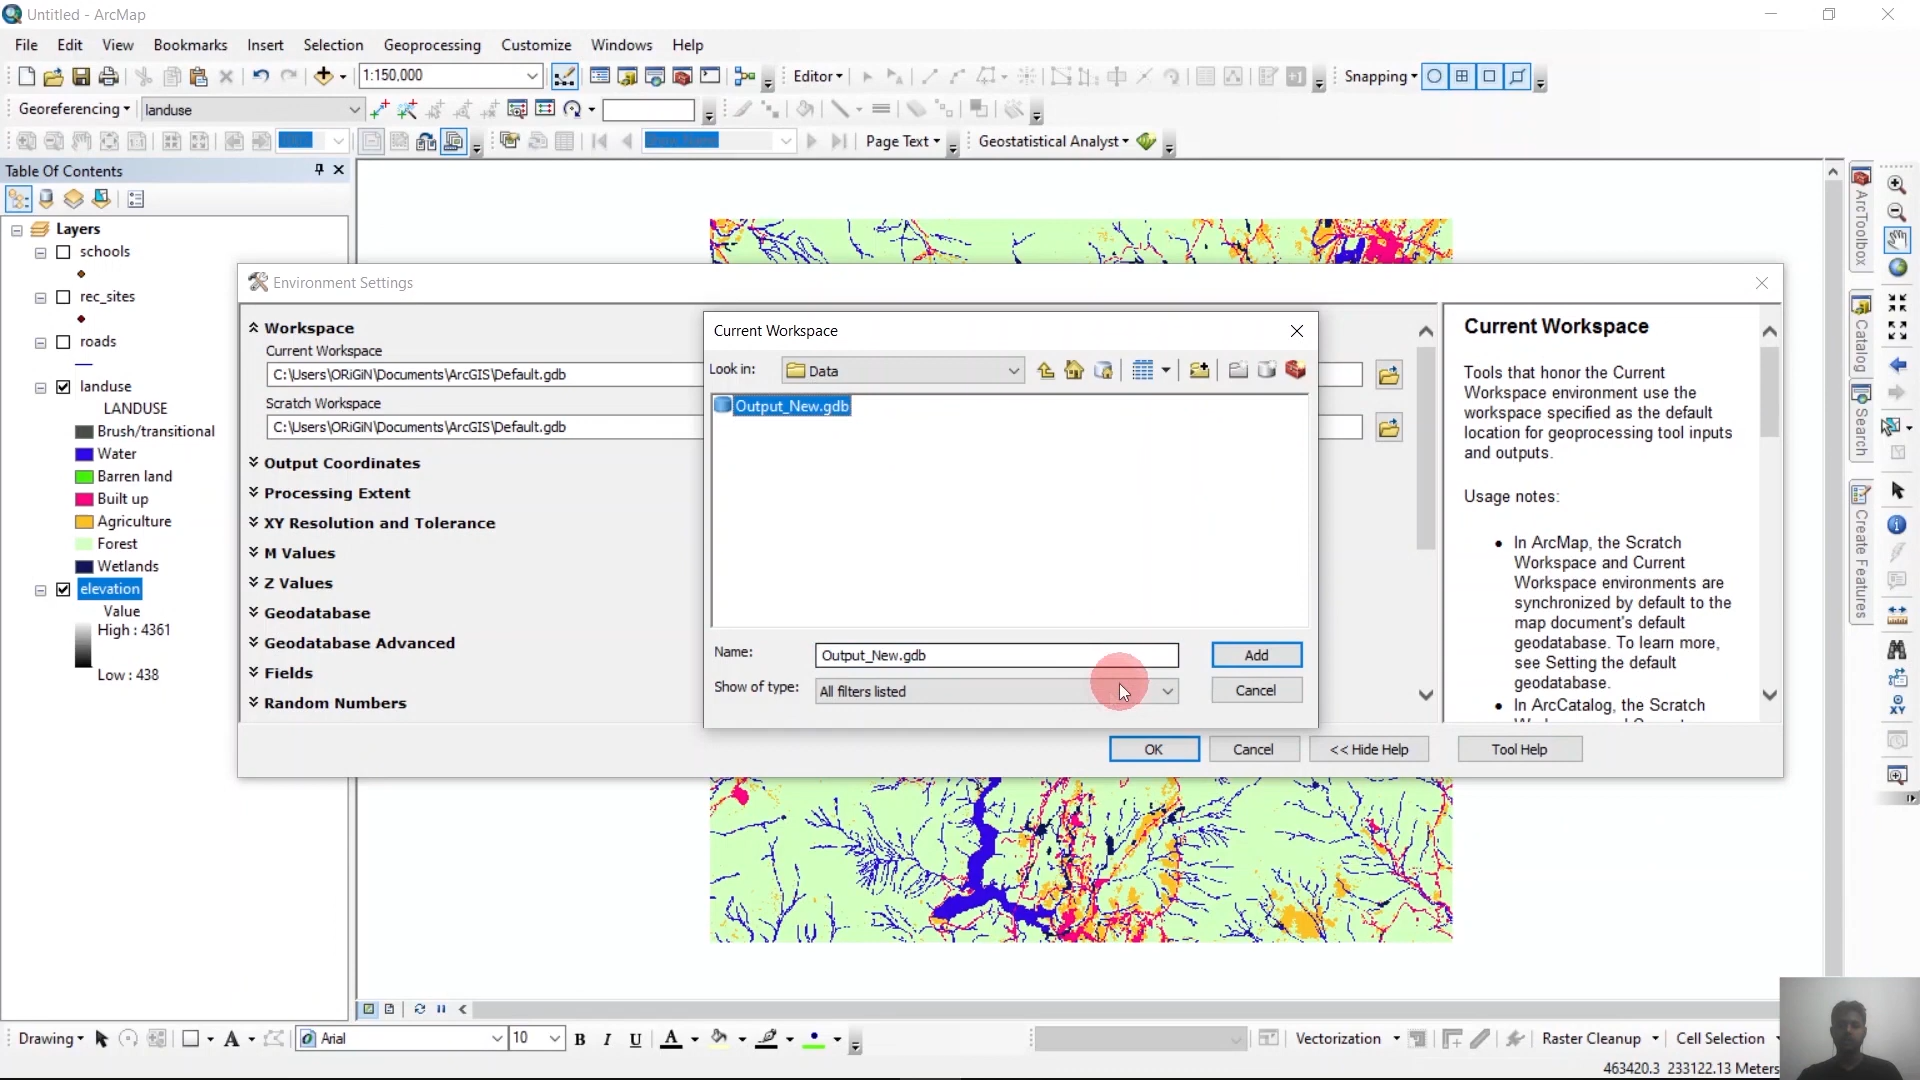 Untitled - ArcMap
File Edit View Bookmarks Insert Selection Geoprocessing Customize Windows Help
1:150,000 Editor Snapping
Georeferencing landuse
Page Text Geostatistical Analyst
Table Of Contents
Layers
schools
rec_sites
roads
landuse
LANDUSE
Brush/transitional
Water
Barren land
Built up
Agriculture
Forest
Wetlands
elevation
Value
High : 4361
Low : 438
Environment Settings
Workspace
Current Workspace
C:\Users\ORiGiN\Documents\ArcGIS\Default.gdb
Scratch Workspace
C:\Users\ORiGiN\Documents\ArcGIS\Default.gdb
Output Coordinates
Processing Extent
XY Resolution and Tolerance
M Values
Z Values
Geodatabase
Geodatabase Advanced
Fields
Random Numbers
Current Workspace
Look in: Data
Output_New.gdb
Name: Output_New.gdb Add
Show of type: All filters listed Cancel
OK Cancel << Hide Help Tool Help
Current Workspace
Tools that honor the Current
Workspace environment use the
workspace specified as the default
location for geoprocessing tool inputs
and outputs.
Usage notes:
• In ArcMap, the Scratch
Workspace and Current
Workspace environments are
synchronized by default to the
map document's default
geodatabase. To learn more,
see Setting the default
geodatabase.
• In ArcCatalog, the Scratch
ArcToolbox
Catalog
Search
Create Features
XY
Drawing A Arial 10 B I U A Vectorization Raster Cleanup Cell Selection
463420.3 233122.13 Meters